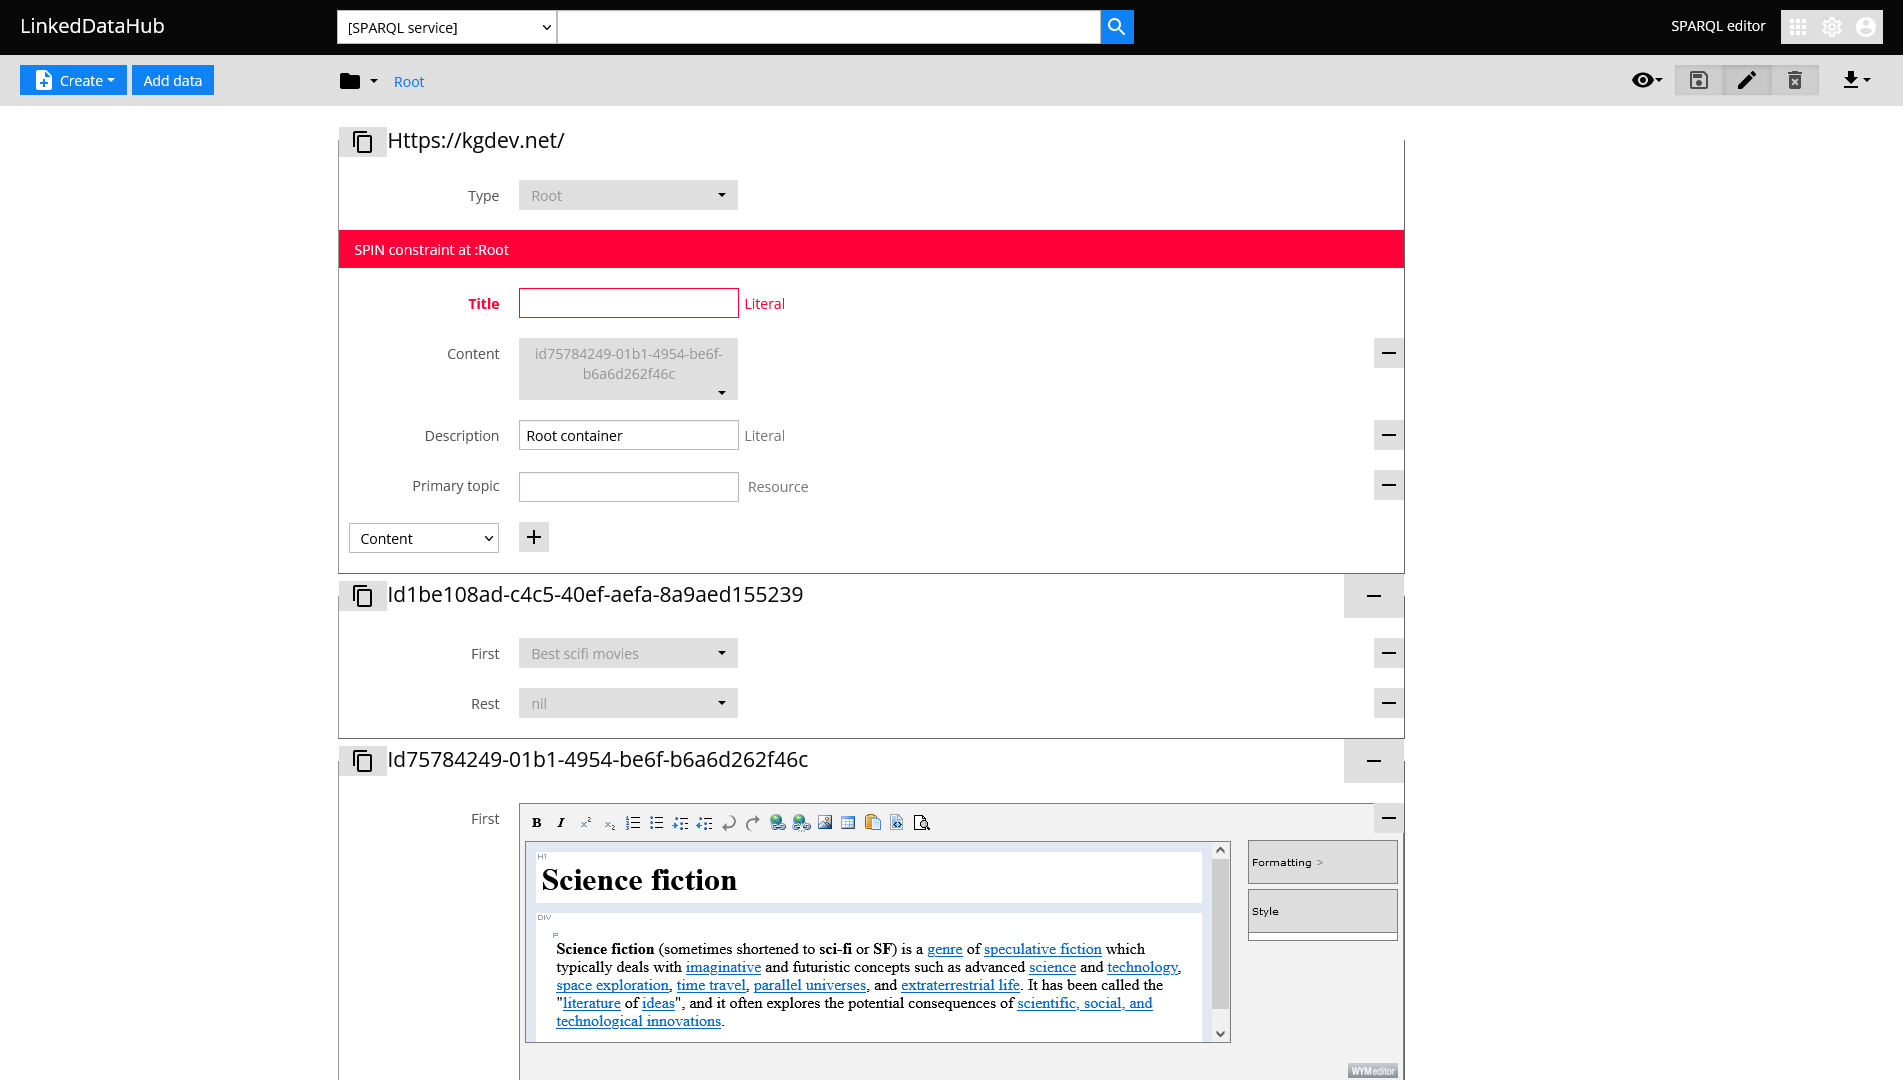 LinkedDataHub
[SPARQL service]
SPARQL editor
Create
Add data
Root
Https://kgdev.net/
Type
Root
SPIN constraint at :Root
Title
Literal
Content
id75784249-01b1-4954-be6f-
b6a6d262f46c
Description
Root container
Literal
Primary topic
Resource
Content
Id1be108ad-c4c5-40ef-aefa-8a9aed155239
First
Best scifi movies
Rest
nil
Id75784249-01b1-4954-be6f-b6a6d262f46c
First
B I x² x₂
H1
Science fiction
Formatting >
Style
DIV
P
Science fiction (sometimes shortened to sci-fi or SF) is a genre of speculative fiction which
typically deals with imaginative and futuristic concepts such as advanced science and technology,
space exploration, time travel, parallel universes, and extraterrestrial life. It has been called the
"literature of ideas", and it often explores the potential consequences of scientific, social, and
technological innovations.
WYMeditor